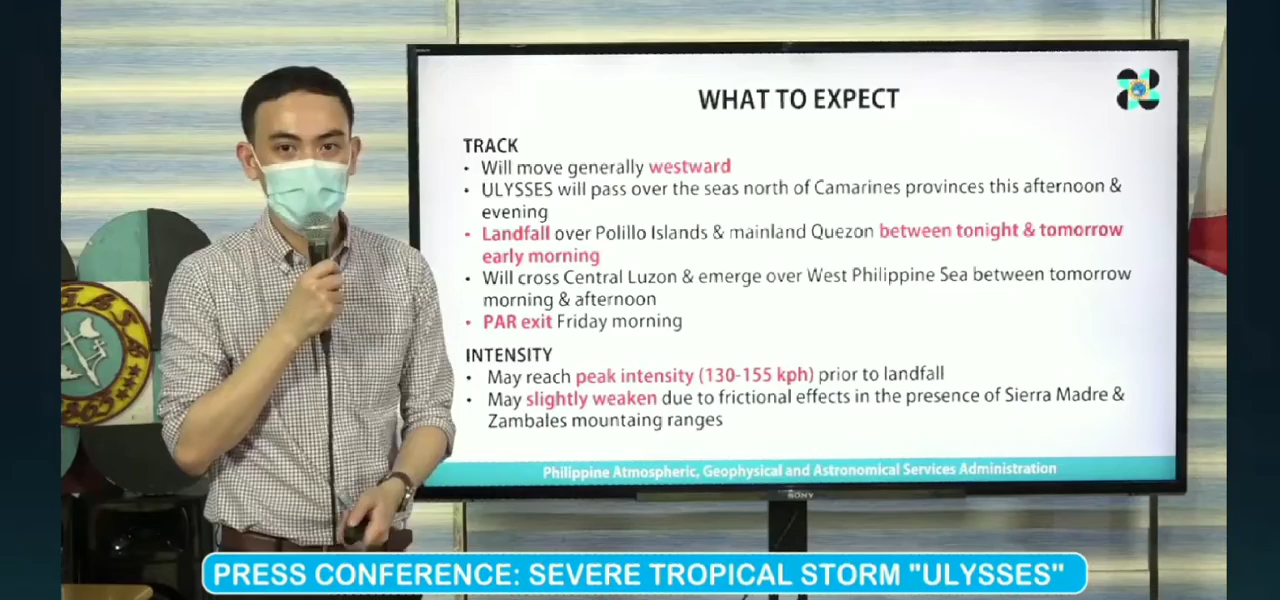 WHAT TO EXPECT
TRACK
• Will move generally westward
• ULYSSES will pass over the seas north of Camarines provinces this afternoon &
evening
• Landfall over Polillo Islands & mainland Quezon between tonight & tomorrow
early morning
• Will cross Central Luzon & emerge over West Philippine Sea between tomorrow
morning & afternoon
• PAR exit Friday morning
INTENSITY
• May reach peak intensity (130-155 kph) prior to landfall
• May slightly weaken due to frictional effects in the presence of Sierra Madre &
Zambales mountaing ranges
Philippine Atmospheric, Geophysical and Astronomical Services Administration
SONY
PRESS CONFERENCE: SEVERE TROPICAL STORM "ULYSSES"